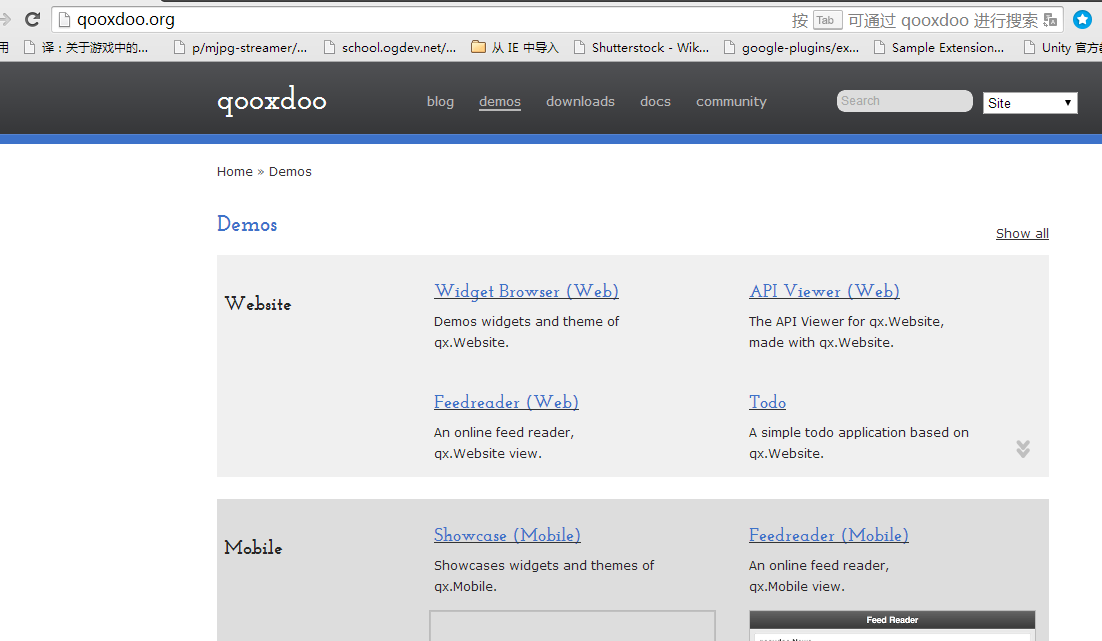 qooxdoo.org
按 Tab 可通过 qooxdoo 进行搜索
用 译：关于游戏中的... p/mjpg-streamer/... school.ogdev.net/... 从 IE 中导入 Shutterstock - Wik... google-plugins/ex... Sample Extension... Unity 官方
qooxdoo blog demos downloads docs community Search Site
Home » Demos
Demos
Show all
Website
Widget Browser (Web)
Demos widgets and theme of
qx.Website.
API Viewer (Web)
The API Viewer for qx.Website,
made with qx.Website.
Feedreader (Web)
An online feed reader,
qx.Website view.
Todo
A simple todo application based on
qx.Website.
Mobile
Showcase (Mobile)
Showcases widgets and themes of
qx.Mobile.
Feedreader (Mobile)
An online feed reader,
qx.Mobile view.
Feed Reader